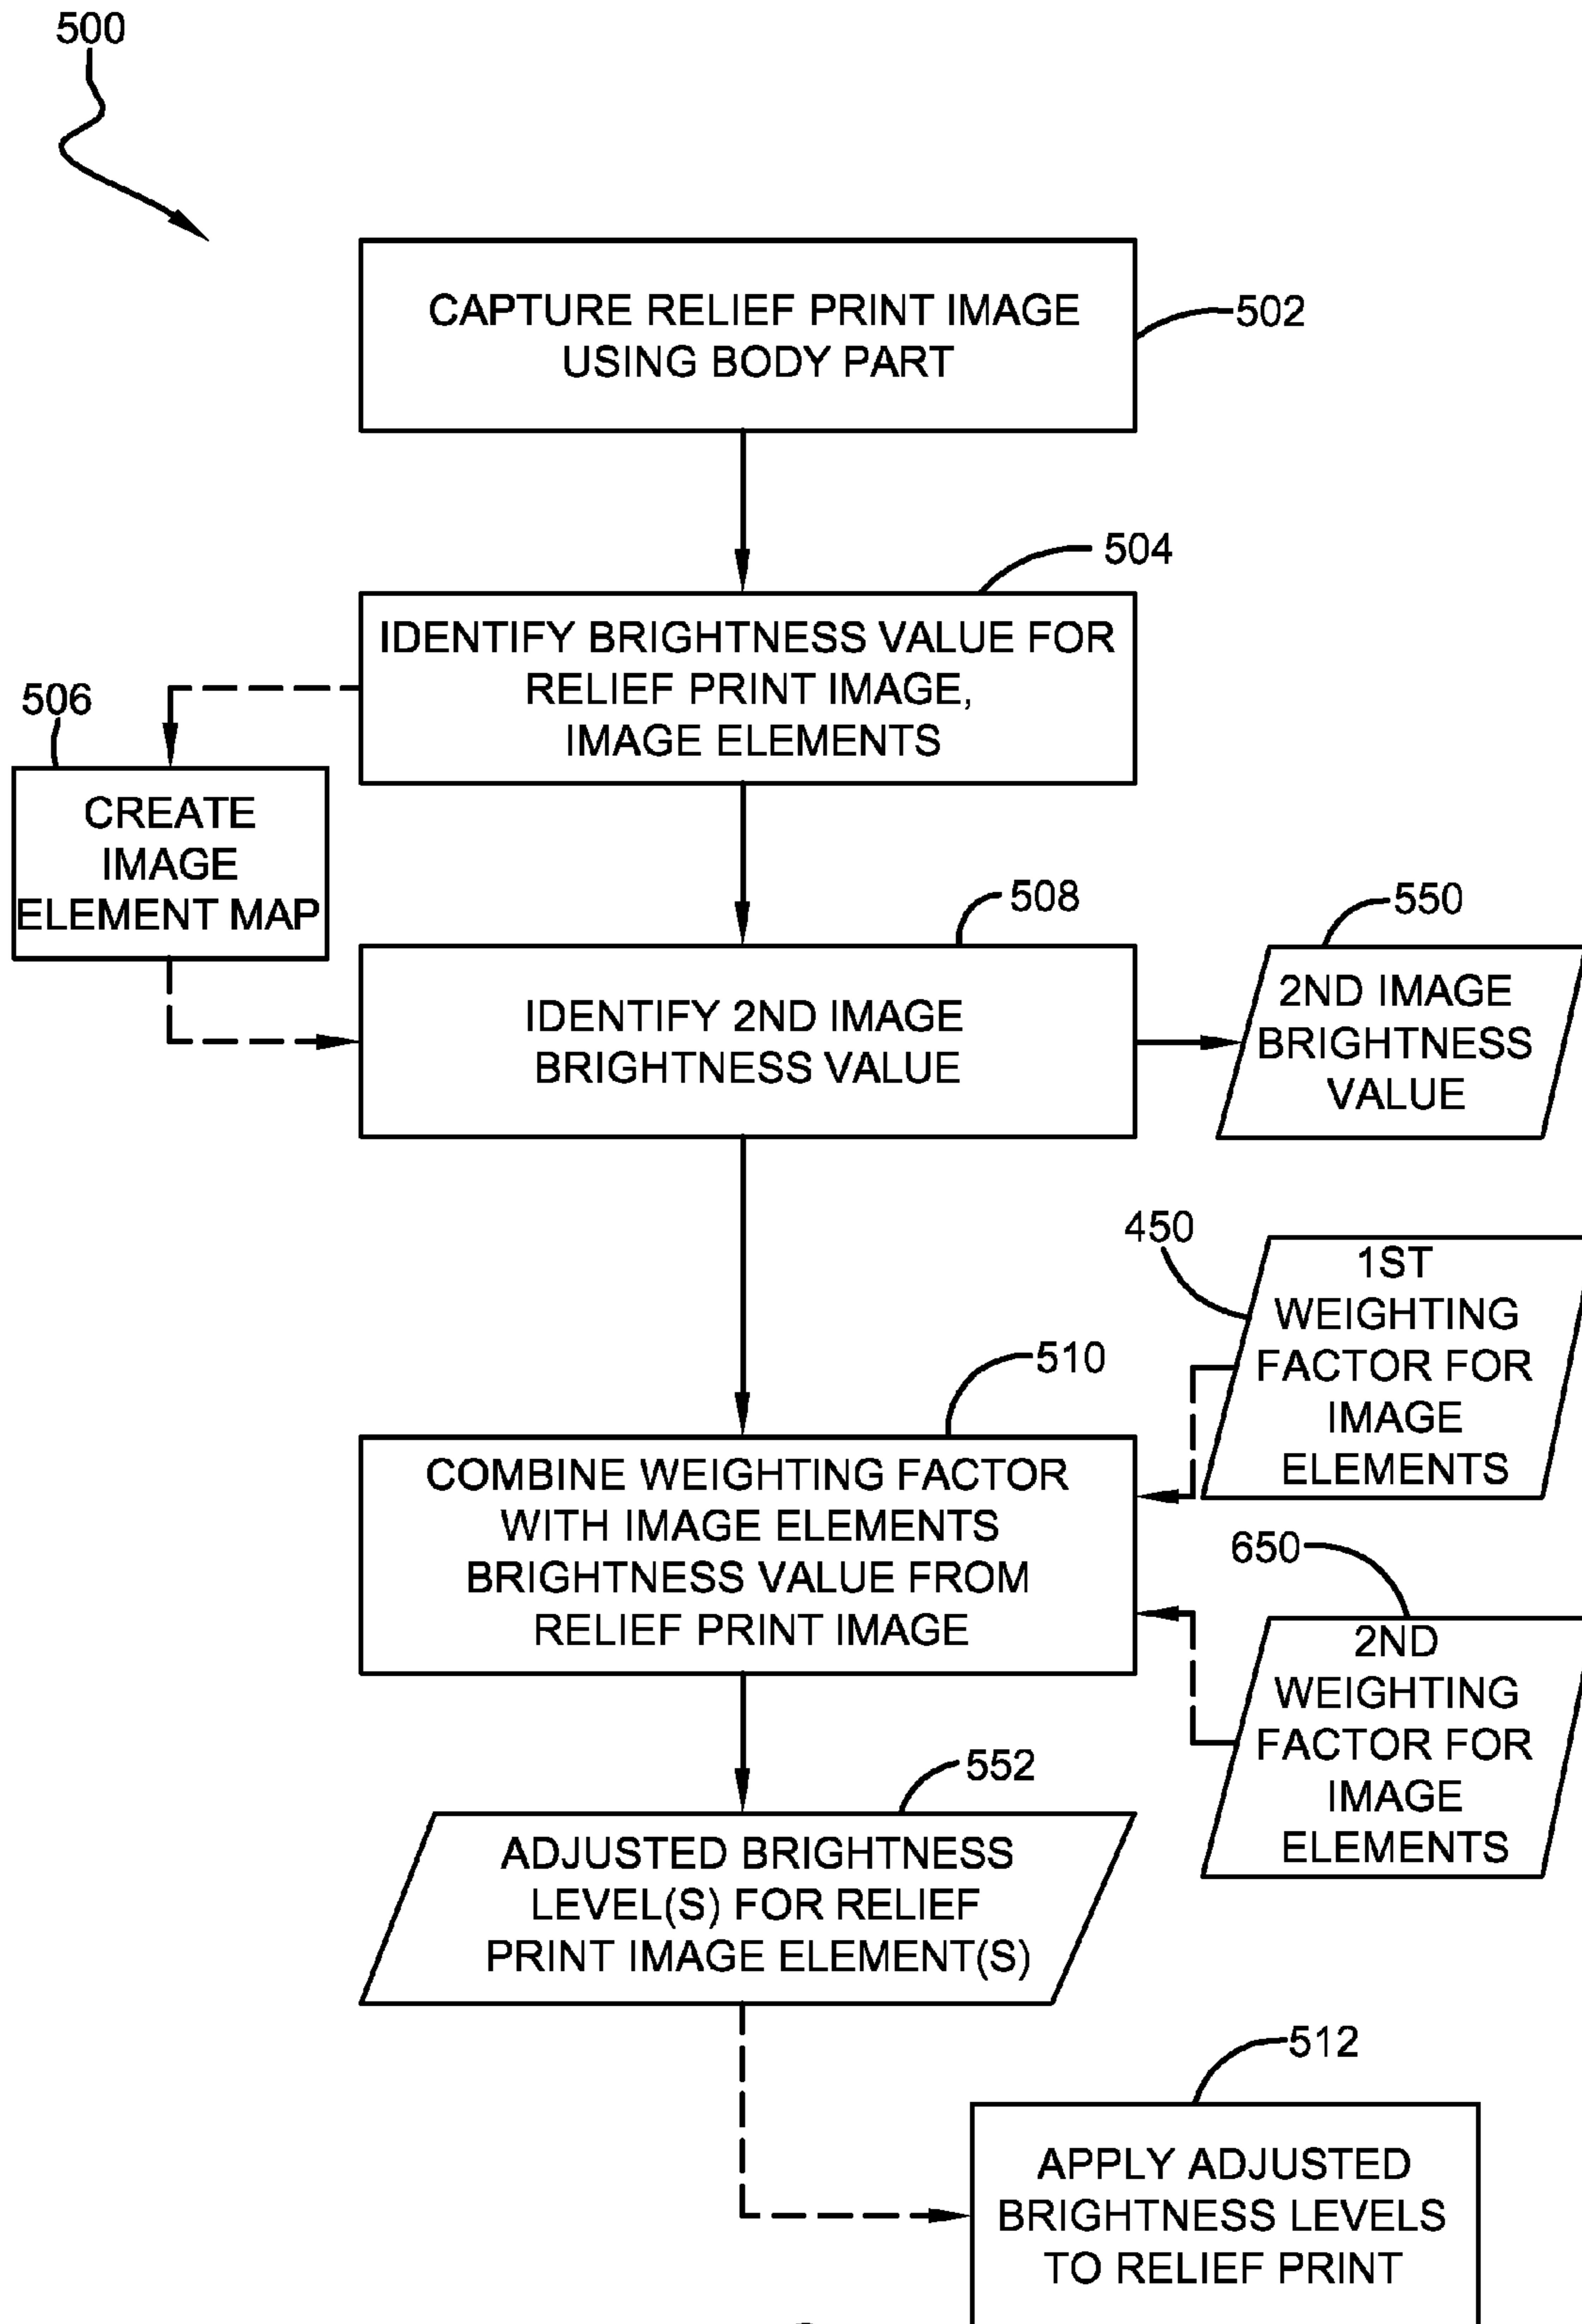 500
CAPTURE RELIEF PRINT IMAGE
USING BODY PART
502
504
IDENTIFY BRIGHTNESS VALUE FOR
RELIEF PRINT IMAGE,
IMAGE ELEMENTS
506
CREATE
IMAGE
ELEMENT MAP
508
IDENTIFY 2ND IMAGE
BRIGHTNESS VALUE
550
2ND IMAGE
BRIGHTNESS
VALUE
450
1ST
WEIGHTING
FACTOR FOR
IMAGE
ELEMENTS
510
COMBINE WEIGHTING FACTOR
WITH IMAGE ELEMENTS
BRIGHTNESS VALUE FROM
RELIEF PRINT IMAGE
650
2ND
WEIGHTING
FACTOR FOR
IMAGE
ELEMENTS
552
ADJUSTED BRIGHTNESS
LEVEL(S) FOR RELIEF
PRINT IMAGE ELEMENT(S)
512
APPLY ADJUSTED
BRIGHTNESS LEVELS
TO RELIEF PRINT